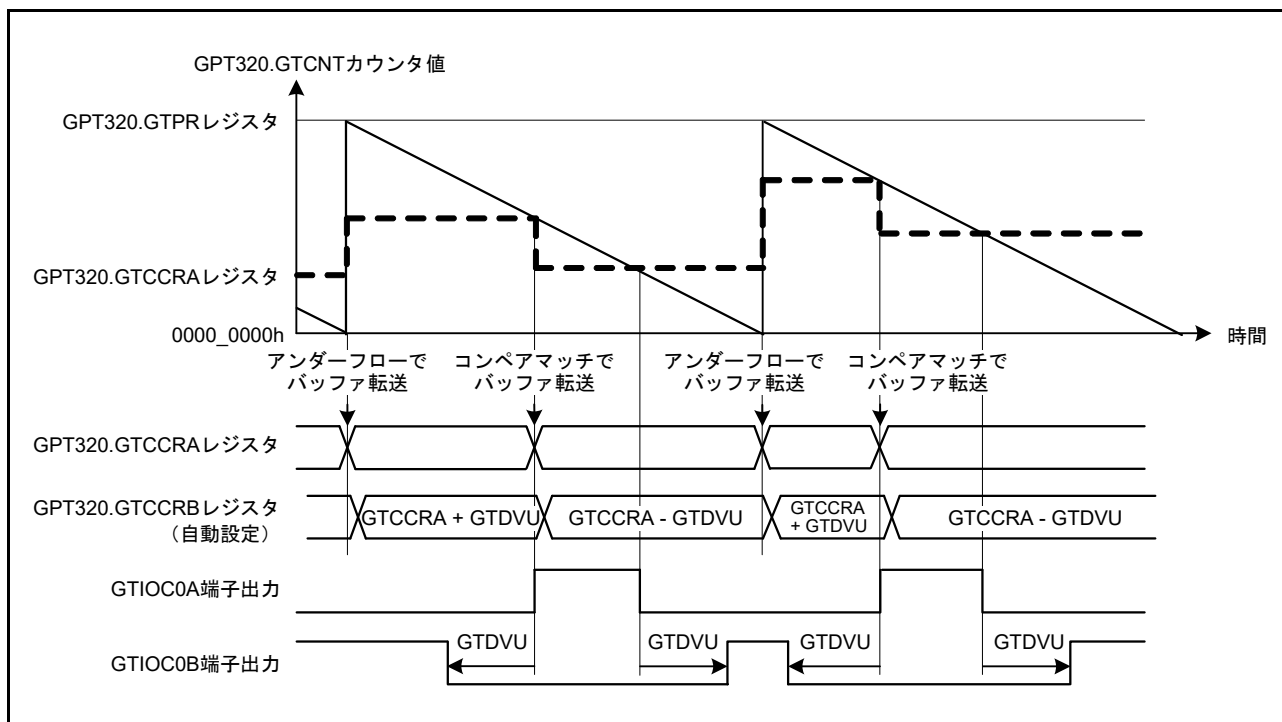 GPT320.GTCNTカウンタ値
GPT320.GTPRレジスタ
GPT320.GTCCRAレジスタ
0000_0000h
時間
アンダーフローで
バッファ転送
コンペアマッチで
バッファ転送
アンダーフローで
バッファ転送
コンペアマッチで
バッファ転送
GPT320.GTCCRAレジスタ
GPT320.GTCCRBレジスタ
（自動設定）
GTCCRA + GTDVU
GTCCRA - GTDVU
GTCCRA
+ GTDVU
GTCCRA - GTDVU
GTIOC0A端子出力
GTIOC0B端子出力
GTDVU
GTDVU
GTDVU
GTDVU